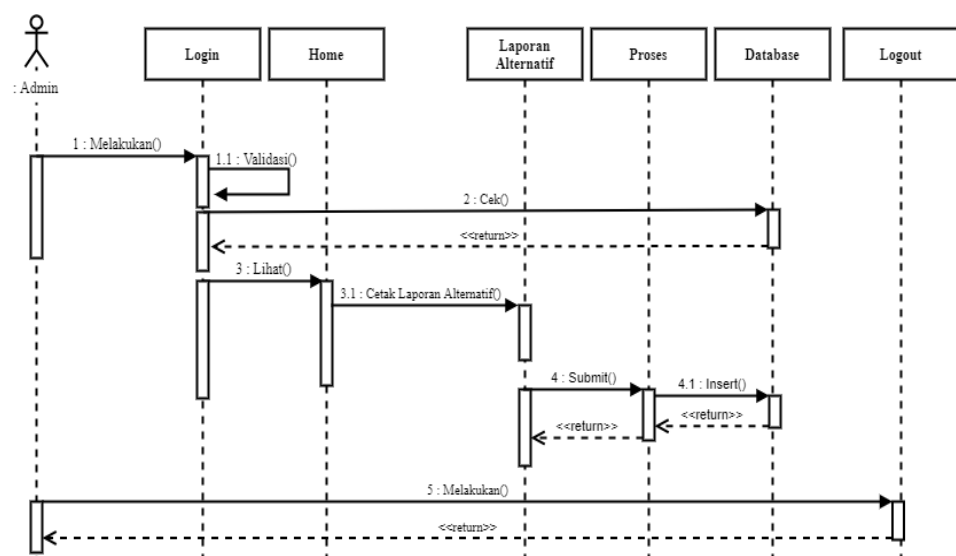 : Admin
Login
Home
Laporan
Alternatif
Proses
Database
Logout
1 : Melakukan()
1.1 : Validasi()
2 : Cek()
<<return>>
3 : Lihat()
3.1 : Cetak Laporan Alternatif()
4 : Submit()
4.1 : Insert()
<<return>>
<<return>>
5 : Melakukan()
<<return>>